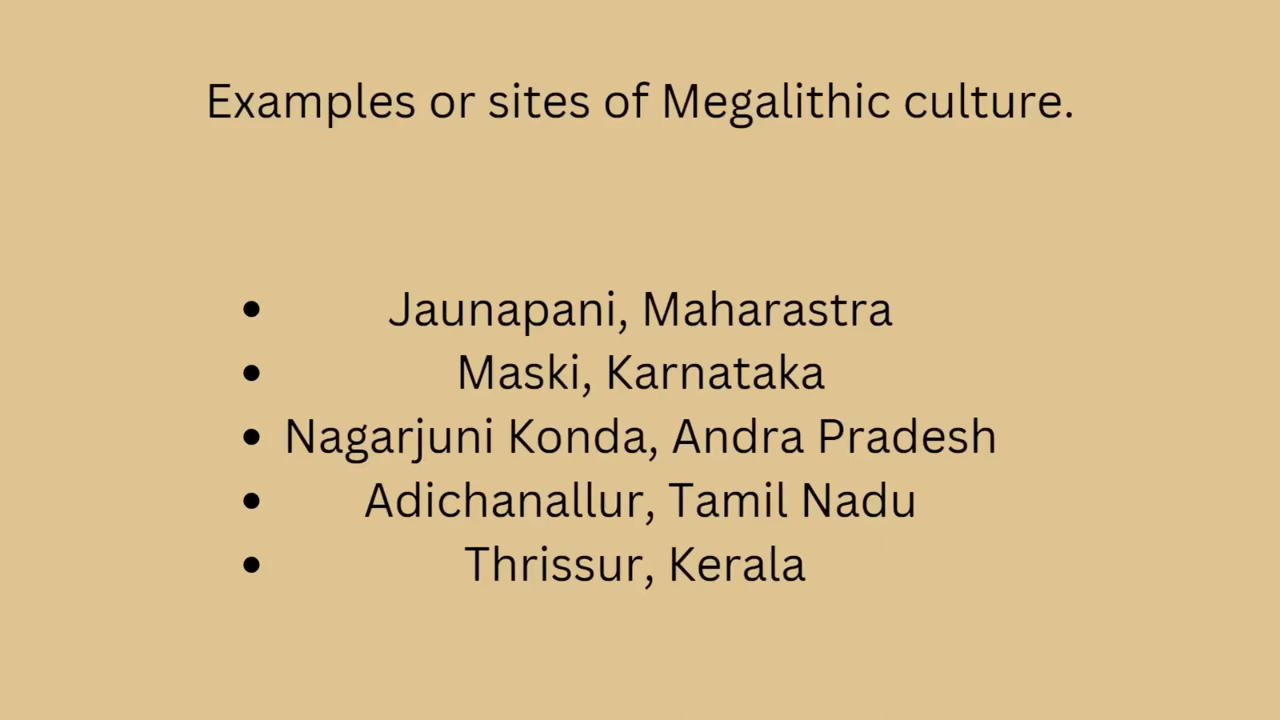 Examples or sites of Megalithic culture.
• Jaunapani, Maharastra
• Maski, Karnataka
• Nagarjuni Konda, Andra Pradesh
• Adichanallur, Tamil Nadu
• Thrissur, Kerala